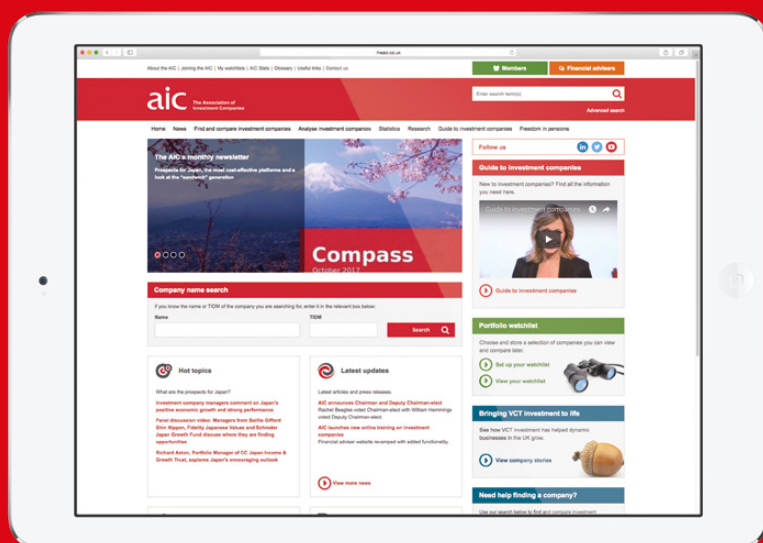 theaic.co.uk
About the AIC | Joining the AIC | My watchlists | AIC Stats | Glossary | Useful links | Contact us
Members
Financial advisers
aic The Association of
Investment Companies
Enter search term(s)
Advanced search
Home News Find and compare investment companies Analyse investment companies Statistics Research Guide to investment companies Freedom in pensions
The AIC's monthly newsletter
Prospects for Japan, the most cost-effective platforms and a
look at the "sandwich" generation
Compass
October 2017
Company name search
If you know the name or TIDM of the company you are searching for, enter it in the relevant box below:
Name
TIDM
Search
Hot topics
What are the prospects for Japan?
Investment company managers comment on Japan's
positive economic growth and strong performance
Panel discussion video: Managers from Baillie Gifford
Shin Nippon, Fidelity Japanese Values and Schroder
Japan Growth Fund discuss where they are finding
opportunities
Richard Aston, Portfolio Manager of CC Japan Income &
Growth Trust, explores Japan's encouraging outlook
Latest updates
Latest articles and press releases.
AIC announces Chairman and Deputy Chairman-elect
Rachel Beagles voted Chairman-elect with William Hemmings
voted Deputy Chairman-elect.
AIC launches new online training on investment
companies
Financial adviser website revamped with added functionality.
View more news
Follow us
in
Guide to investment companies
New to investment companies? Find all the information
you need here.
Guide to investment companies
Guide to investment companies
Portfolio watchlist
Choose and store a selection of companies you can view
and compare later.
Set up your watchlist
View your watchlist
Bringing VCT investment to life
See how VCT investment has helped dynamic
businesses in the UK grow.
View company stories
Need help finding a company?
Use our search below to find and compare investment